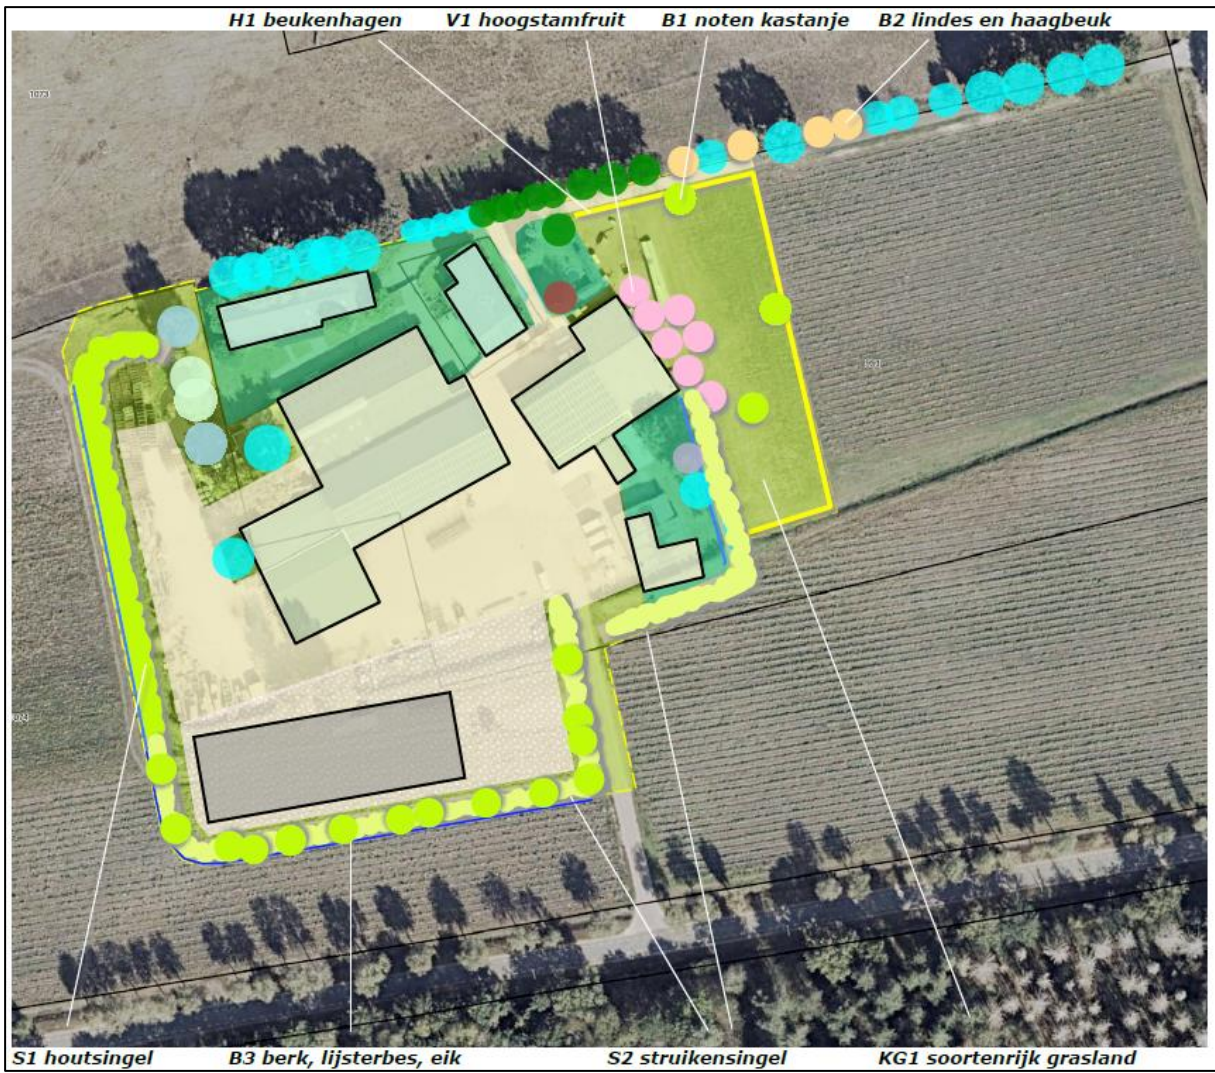 H1 beukenhagen V1 hoogstamfruit B1 noten kastanje B2 lindes en haagbeuk
1073
S1 houtsingel B3 berk, lijsterbes, eik S2 struikensingel KG1 soortenrijk grasland